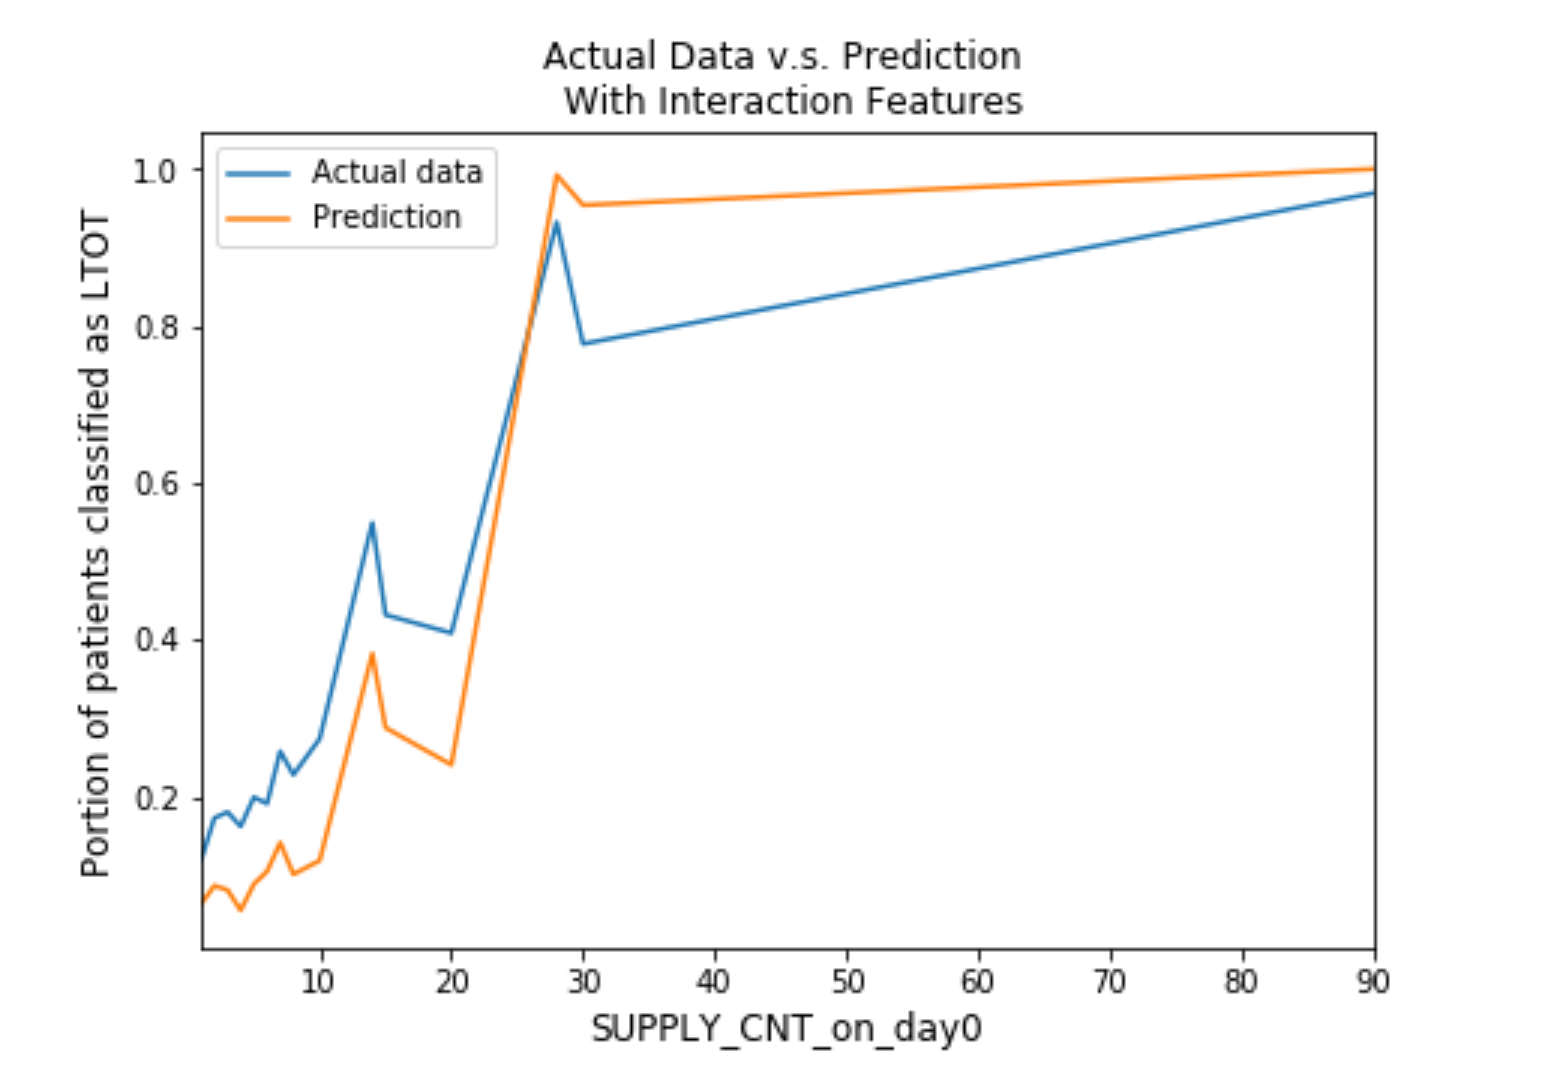 Actual Data v.s. Prediction
With Interaction Features
Actual data
Prediction
Portion of patients classified as LTOT
1.0
0.8
0.6
0.4
0.2
10 20 30 40 50 60 70 80 90
SUPPLY_CNT_on_day0